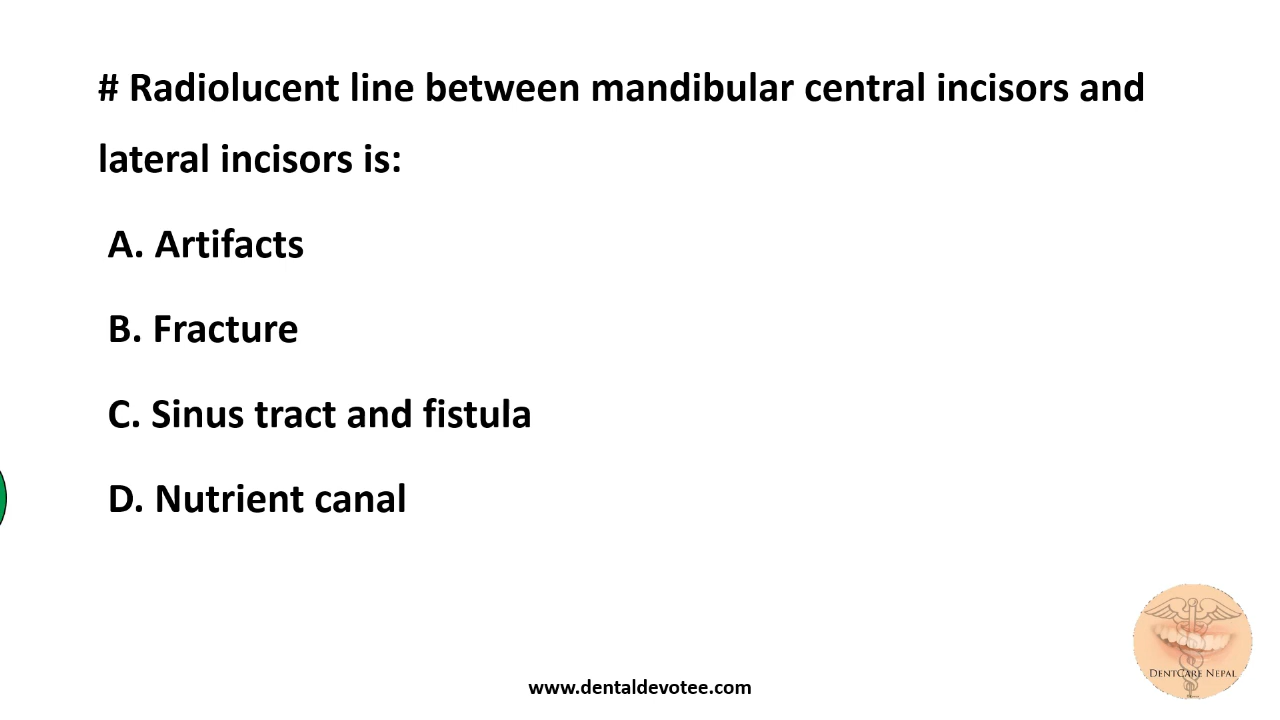 # Radiolucent line between mandibular central incisors and
lateral incisors is:
A. Artifacts
B. Fracture
C. Sinus tract and fistula
D. Nutrient canal
DENTCARE NEPAL
www.dentaldevotee.com